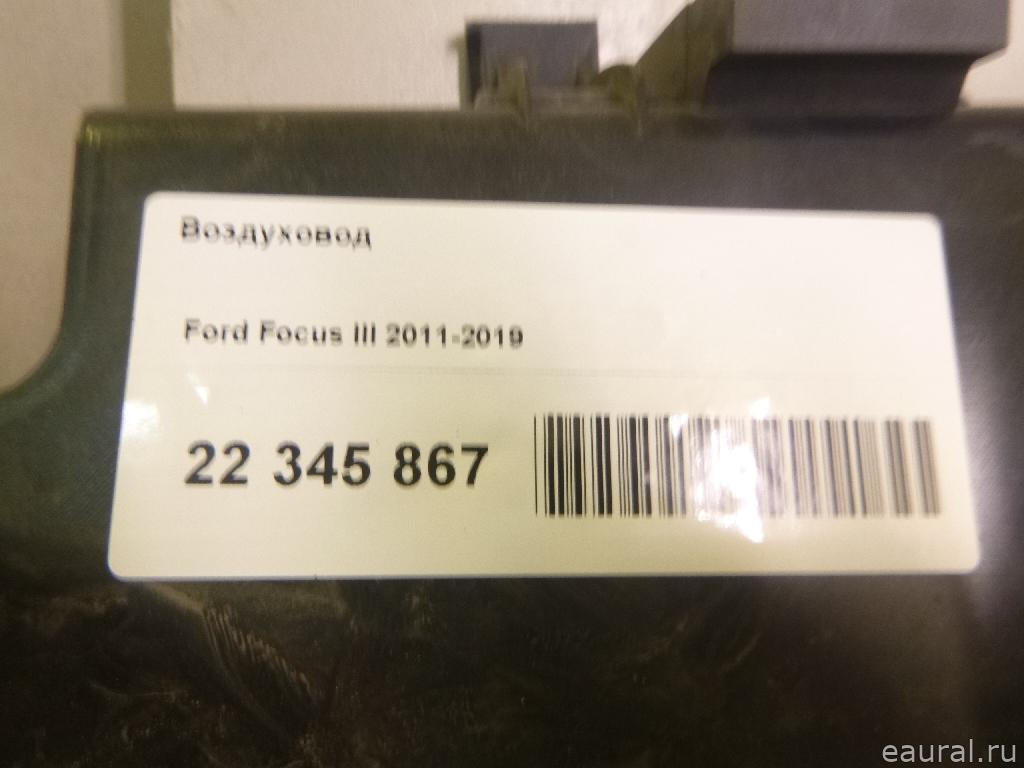 Воздуховод
Ford Focus III 2011-2019
22 345 867
eaural.ru